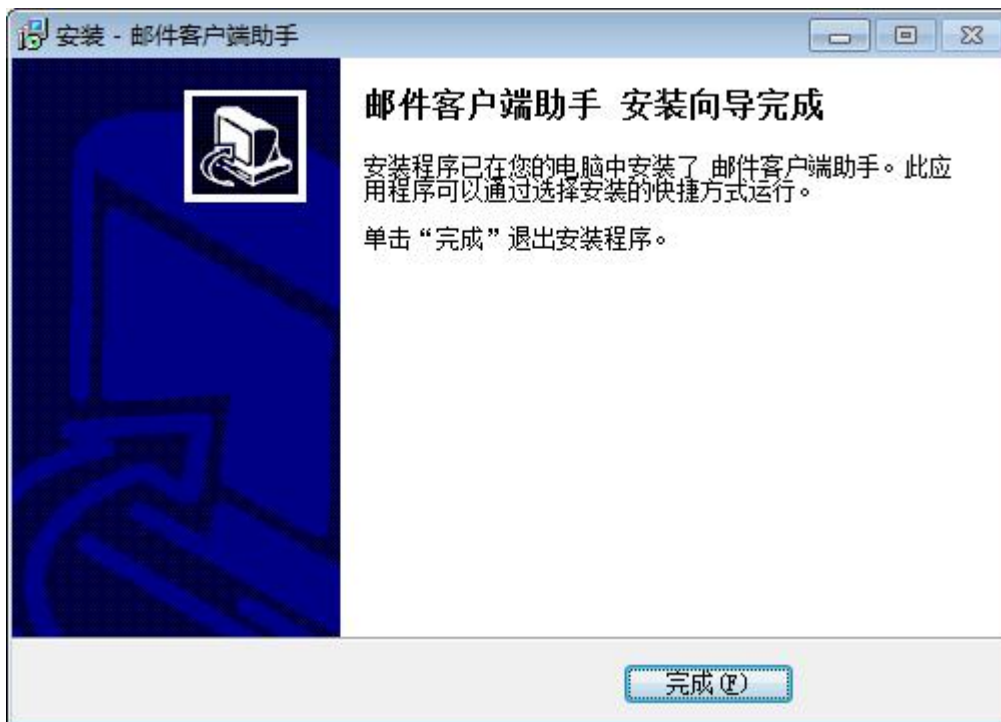 安装 - 邮件客户端助手
邮件客户端助手 安装向导完成
安装程序已在您的电脑中安装了 邮件客户端助手。此应
用程序可以通过选择安装的快捷方式运行。
单击“完成”退出安装程序。
完成(F)